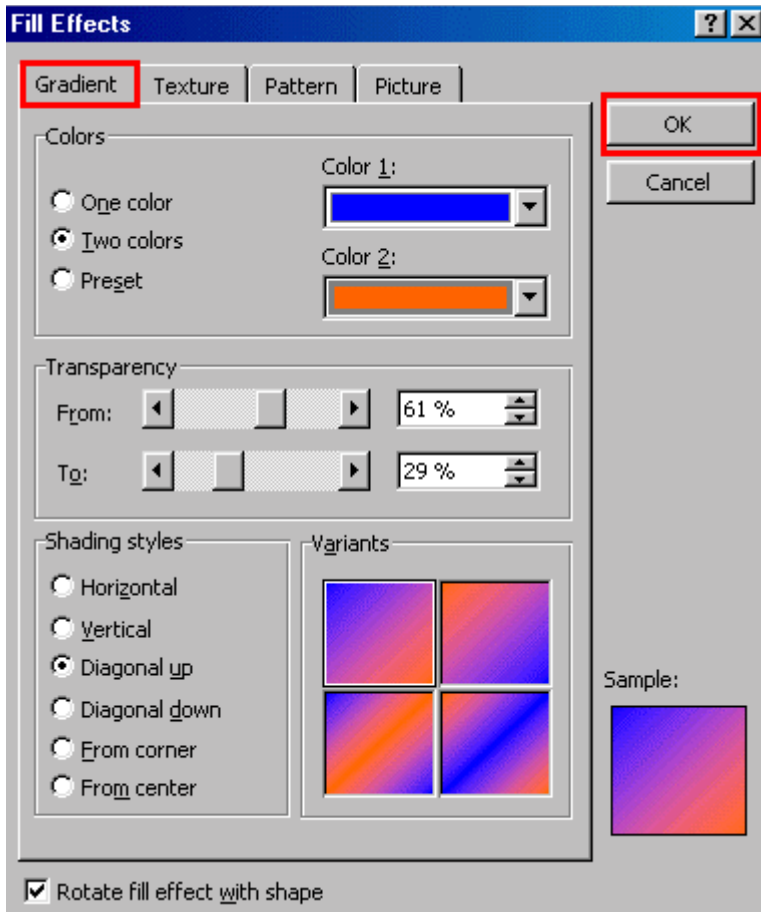 Fill Effects
Gradient Texture Pattern Picture
OK
Cancel
Colors
One color
Two colors
Preset
Color 1:
Color 2:
Transparency
From: 61 %
To: 29 %
Shading styles
Horizontal
Vertical
Diagonal up
Diagonal down
From corner
From center
Variants
Sample:
Rotate fill effect with shape